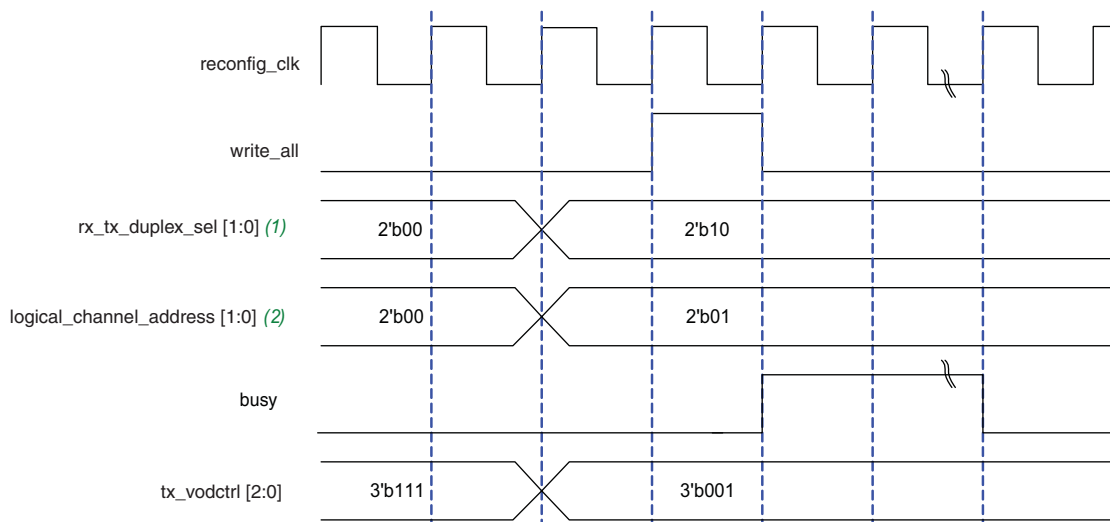 reconfig_clk
write_all
rx_tx_duplex_sel [1:0] (1)
2'b00
2'b10
logical_channel_address [1:0] (2)
2'b00
2'b01
busy
tx_vodctrl [2:0]
3'b111
3'b001